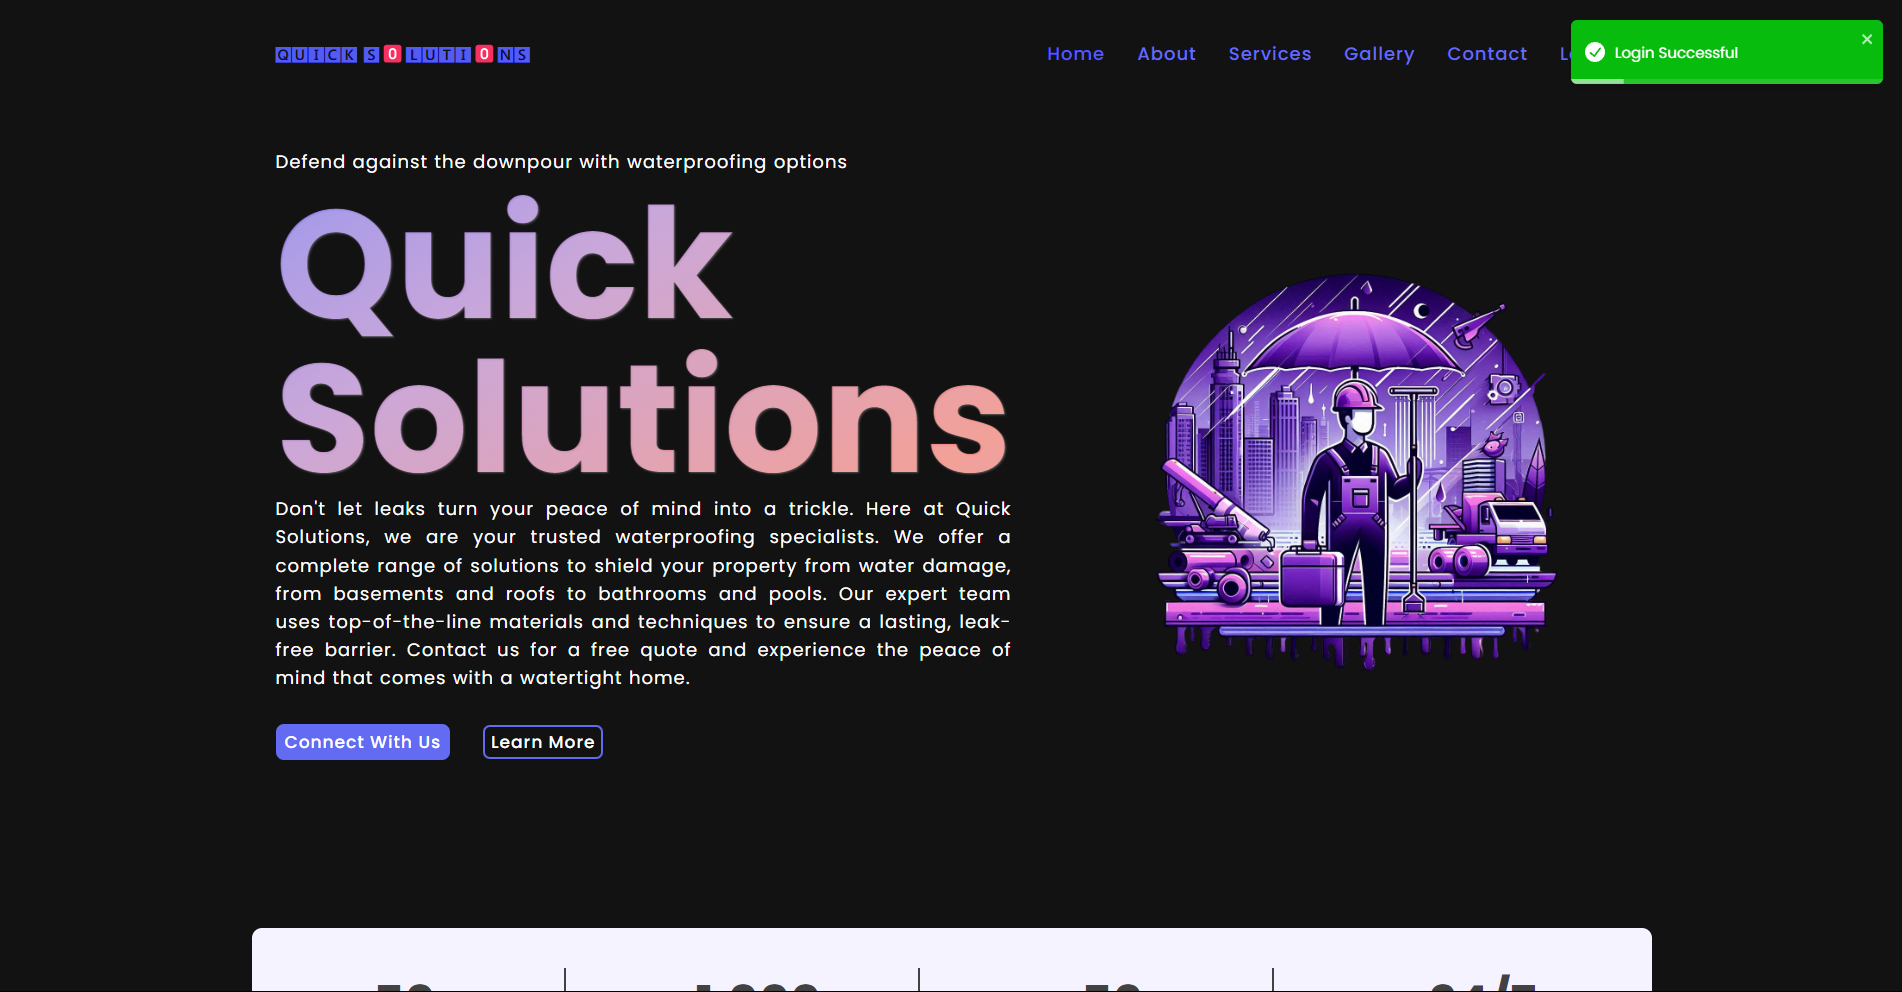 QUICK SOLUTIONS
Home About Services Gallery Contact
Login Successful
Defend against the downpour with waterproofing options
Quick
Solutions
Don't let leaks turn your peace of mind into a trickle. Here at Quick
Solutions, we are your trusted waterproofing specialists. We offer a
complete range of solutions to shield your property from water damage,
from basements and roofs to bathrooms and pools. Our expert team
uses top-of-the-line materials and techniques to ensure a lasting, leak-
free barrier. Contact us for a free quote and experience the peace of
mind that comes with a watertight home.
Connect With Us
Learn More